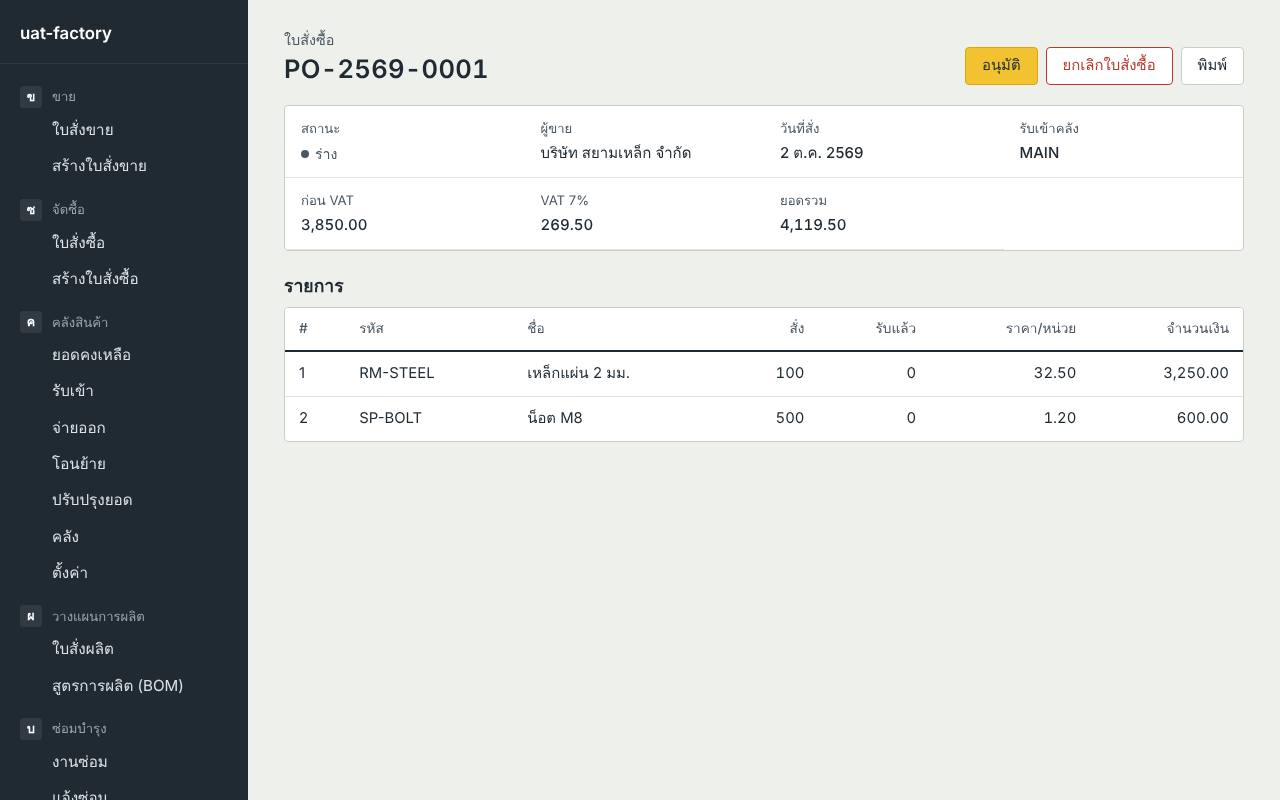 uat-factory
ข ขาย
ใบสั่งขาย
สร้างใบสั่งขาย
ซ จัดซื้อ
ใบสั่งซื้อ
สร้างใบสั่งซื้อ
ค คลังสินค้า
ยอดคงเหลือ
รับเข้า
จ่ายออก
โอนย้าย
ปรับปรุงยอด
คลัง
ตั้งค่า
ผ วางแผนการผลิต
ใบสั่งผลิต
สูตรการผลิต (BOM)
บ ซ่อมบำรุง
งานซ่อม
แจ้งซ่อม
ใบสั่งซื้อ
PO-2569-0001
อนุมัติ ยกเลิกใบสั่งซื้อ พิมพ์
สถานะ ผู้ขาย วันที่สั่ง รับเข้าคลัง
ร่าง บริษัท สยามเหล็ก จำกัด 2 ต.ค. 2569 MAIN
ก่อน VAT VAT 7% ยอดรวม
3,850.00 269.50 4,119.50
รายการ
# รหัส ชื่อ สั่ง รับแล้ว ราคา/หน่วย จำนวนเงิน
1 RM-STEEL เหล็กแผ่น 2 มม. 100 0 32.50 3,250.00
2 SP-BOLT น็อต M8 500 0 1.20 600.00